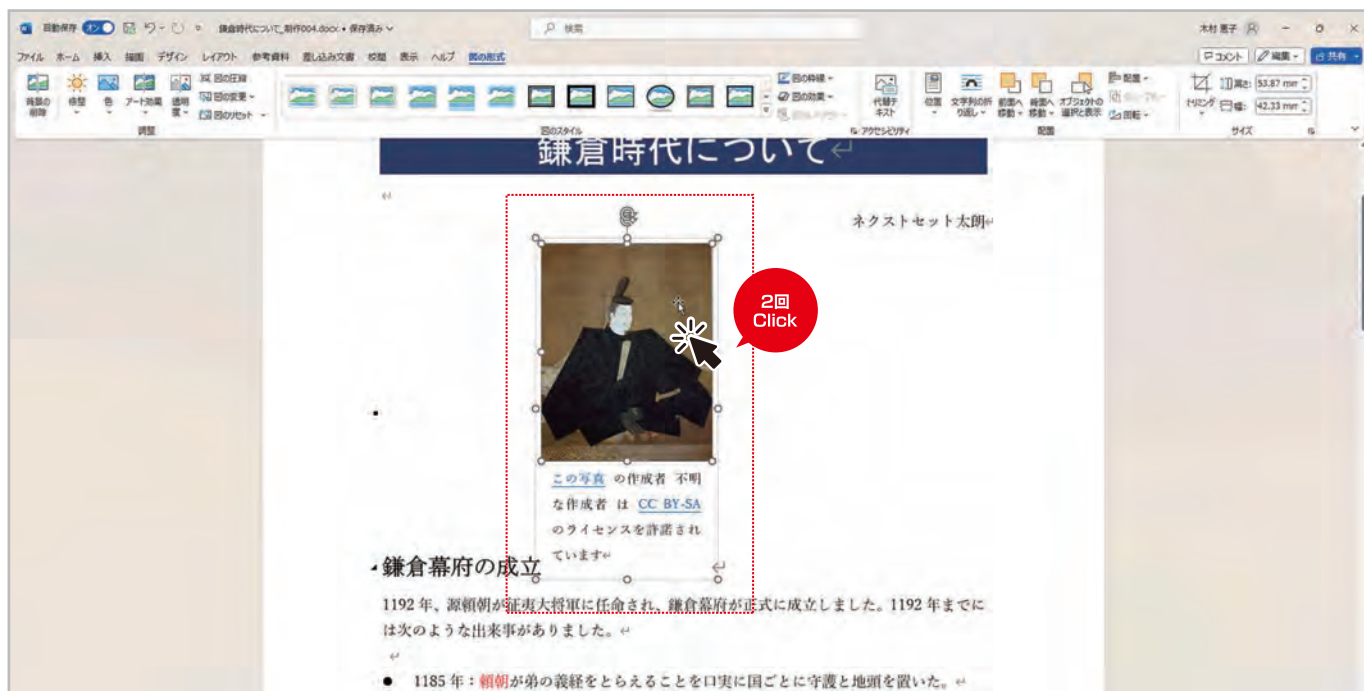 自動保存 オン 鎌倉時代について_制作004.docx • 保存済み 検索 木村 恵子
ファイル ホーム 挿入 描画 デザイン レイアウト 参考資料 差し込み文書 校閲 表示 ヘルプ 図の形式 コメント 編集 共有
背景の削除 修整 色 アート効果 透明度 図の圧縮 図の変更 図のリセット
図の枠線 図の効果
代替テキスト 位置 文字列の折り返し 前面へ移動 背面へ移動 オブジェクトの選択と表示 配置 回転
トリミング 高さ: 53.87 mm 幅: 42.33 mm
調整 図のスタイル アクセシビリティ 配置 サイズ
鎌倉時代について
ネクストセット太朗
2回
Click
この写真 の作成者 不明
な作成者 は CC BY-SA
のライセンスを許諾され
ています
鎌倉幕府の成立
1192 年、源頼朝が征夷大将軍に任命され、鎌倉幕府が正式に成立しました。1192 年までに
は次のような出来事がありました。
● 1185 年：頼朝が弟の義経をとらえることを口実に国ごとに守護と地頭を置いた。